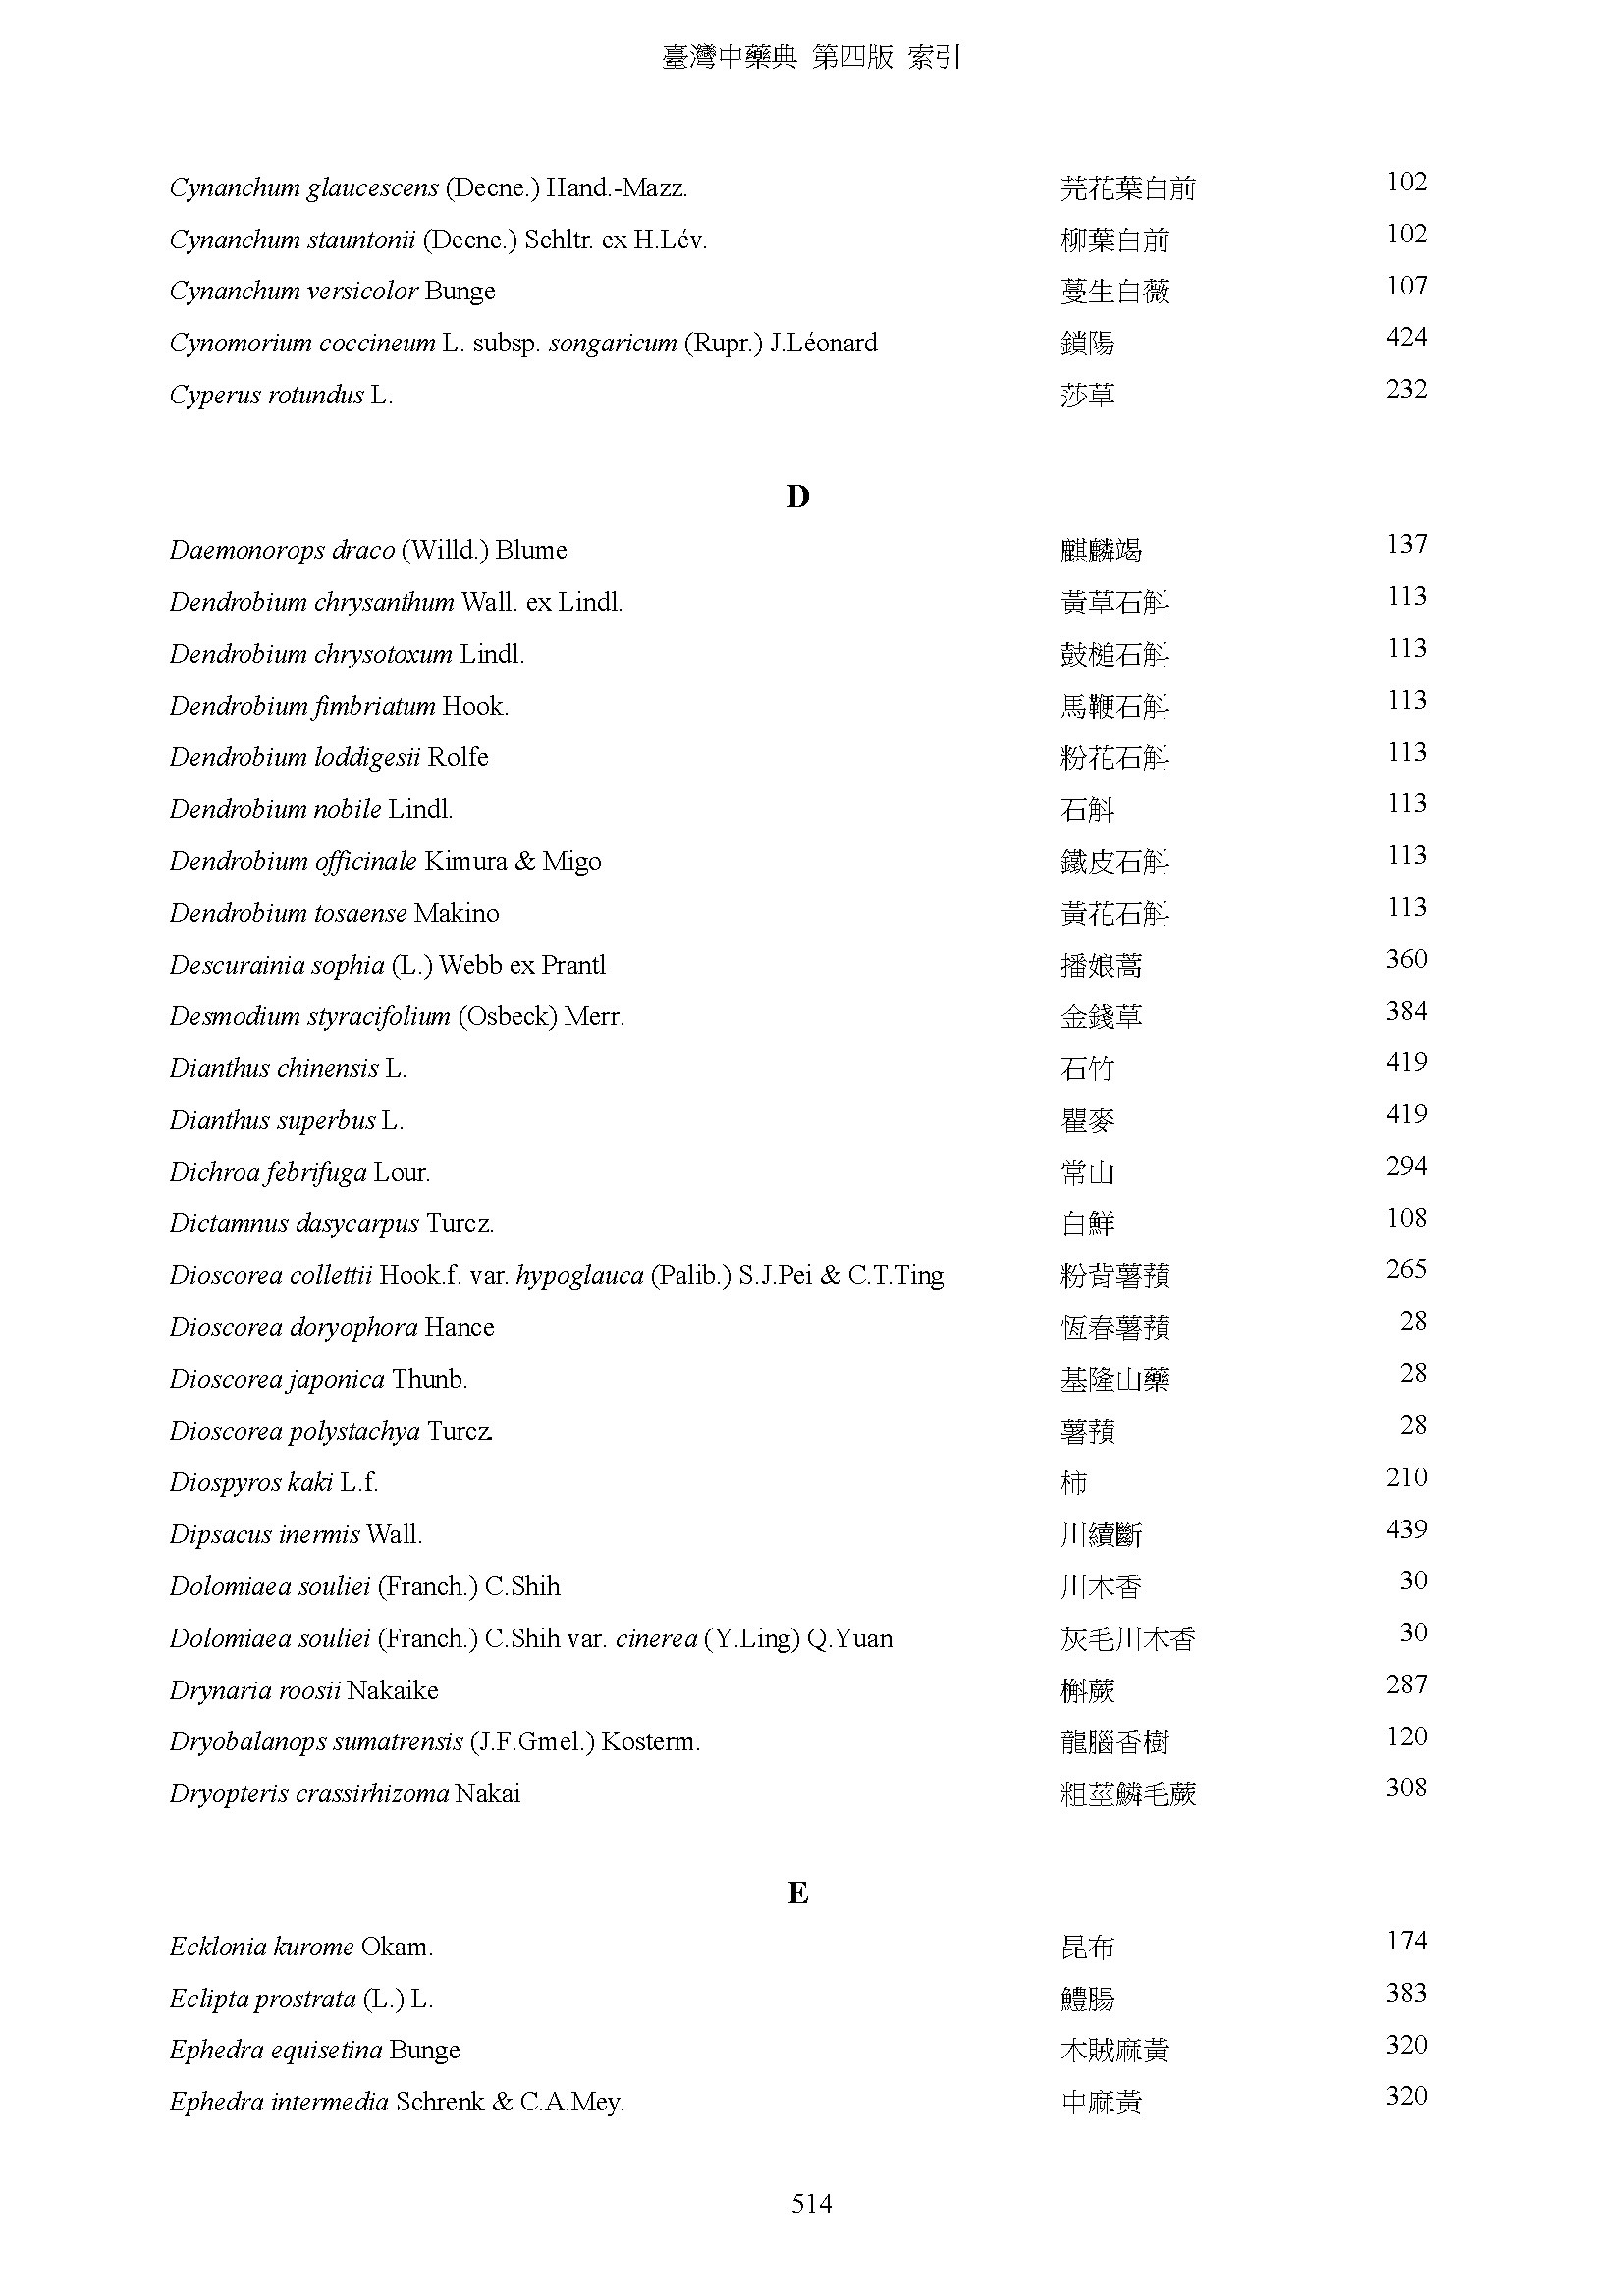 臺灣中藥典 第四版 索引
Cynanchum glaucescens (Decne.) Hand.-Mazz. 芫花葉白前 102
Cynanchum stauntonii (Decne.) Schltr. ex H.Lév. 柳葉白前 102
Cynanchum versicolor Bunge 蔓生白薇 107
Cynomorium coccineum L. subsp. songaricum (Rupr.) J.Léonard 鎖陽 424
Cyperus rotundus L. 莎草 232
D
Daemonorops draco (Willd.) Blume 麒麟竭 137
Dendrobium chrysanthum Wall. ex Lindl. 黃草石斛 113
Dendrobium chrysotoxum Lindl. 鼓槌石斛 113
Dendrobium fimbriatum Hook. 馬鞭石斛 113
Dendrobium loddigesii Rolfe 粉花石斛 113
Dendrobium nobile Lindl. 石斛 113
Dendrobium officinale Kimura & Migo 鐵皮石斛 113
Dendrobium tosaense Makino 黃花石斛 113
Descurainia sophia (L.) Webb ex Prantl 播娘蒿 360
Desmodium styracifolium (Osbeck) Merr. 金錢草 384
Dianthus chinensis L. 石竹 419
Dianthus superbus L. 瞿麥 419
Dichroa febrifuga Lour. 常山 294
Dictamnus dasycarpus Turcz. 白鮮 108
Dioscorea collettii Hook.f. var. hypoglauca (Palib.) S.J.Pei & C.T.Ting 粉背薯蕷 265
Dioscorea doryophora Hance 恆春薯蕷 28
Dioscorea japonica Thunb. 基隆山藥 28
Dioscorea polystachya Turcz. 薯蕷 28
Diospyros kaki L.f. 柿 210
Dipsacus inermis Wall. 川續斷 439
Dolomiaea souliei (Franch.) C.Shih 川木香 30
Dolomiaea souliei (Franch.) C.Shih var. cinerea (Y.Ling) Q.Yuan 灰毛川木香 30
Drynaria roosii Nakaike 槲蕨 287
Dryobalanops sumatrensis (J.F.Gmel.) Kosterm. 龍腦香樹 120
Dryopteris crassirhizoma Nakai 粗莖鱗毛蕨 308
E
Ecklonia kurome Okam. 昆布 174
Eclipta prostrata (L.) L. 鱧腸 383
Ephedra equisetina Bunge 木賊麻黃 320
Ephedra intermedia Schrenk & C.A.Mey. 中麻黃 320
514